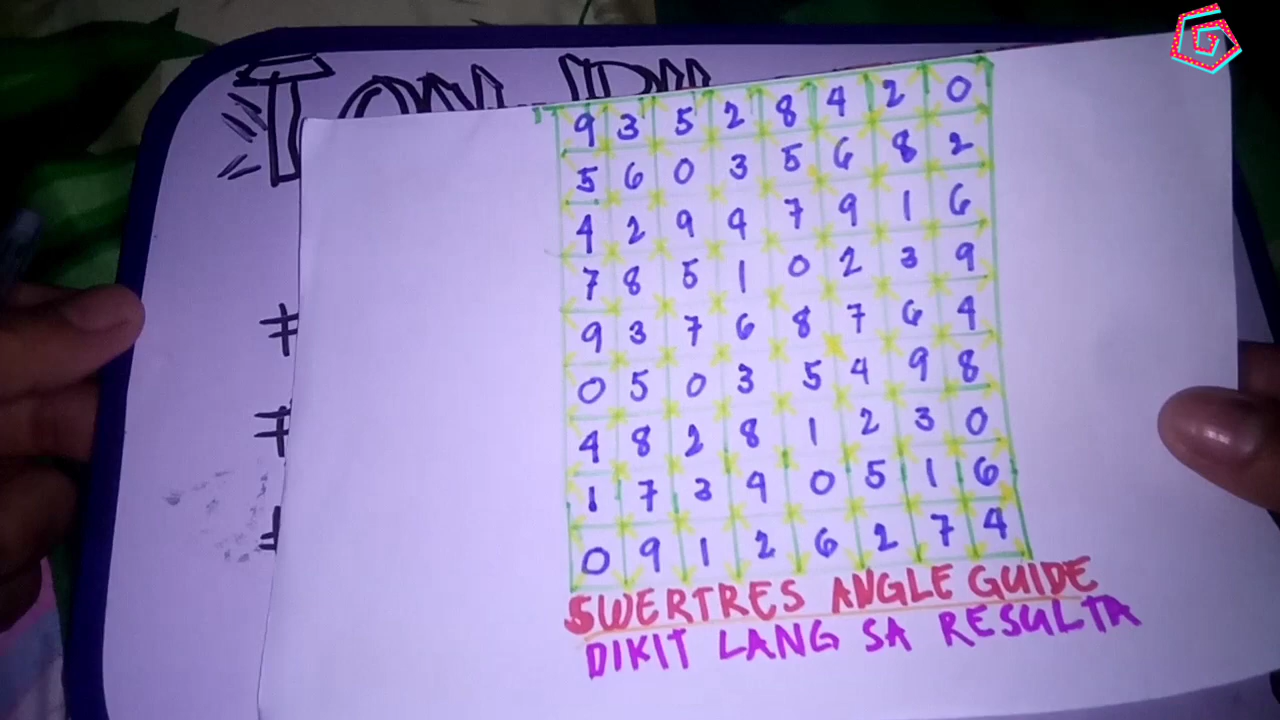 9 3 5 2 8 4 2 0
5 6 0 3 5 6 8 2
4 2 9 9 7 9 1 6
7 8 5 1 0 2 3 9
9 3 7 6 8 7 6 4
0 5 0 3 5 4 9 8
4 8 2 8 1 2 3 0
1 7 3 9 0 5 1 6
0 9 1 2 6 2 7 4
SWERTRES ANGLE GUIDE
DIKIT LANG SA RESULTA